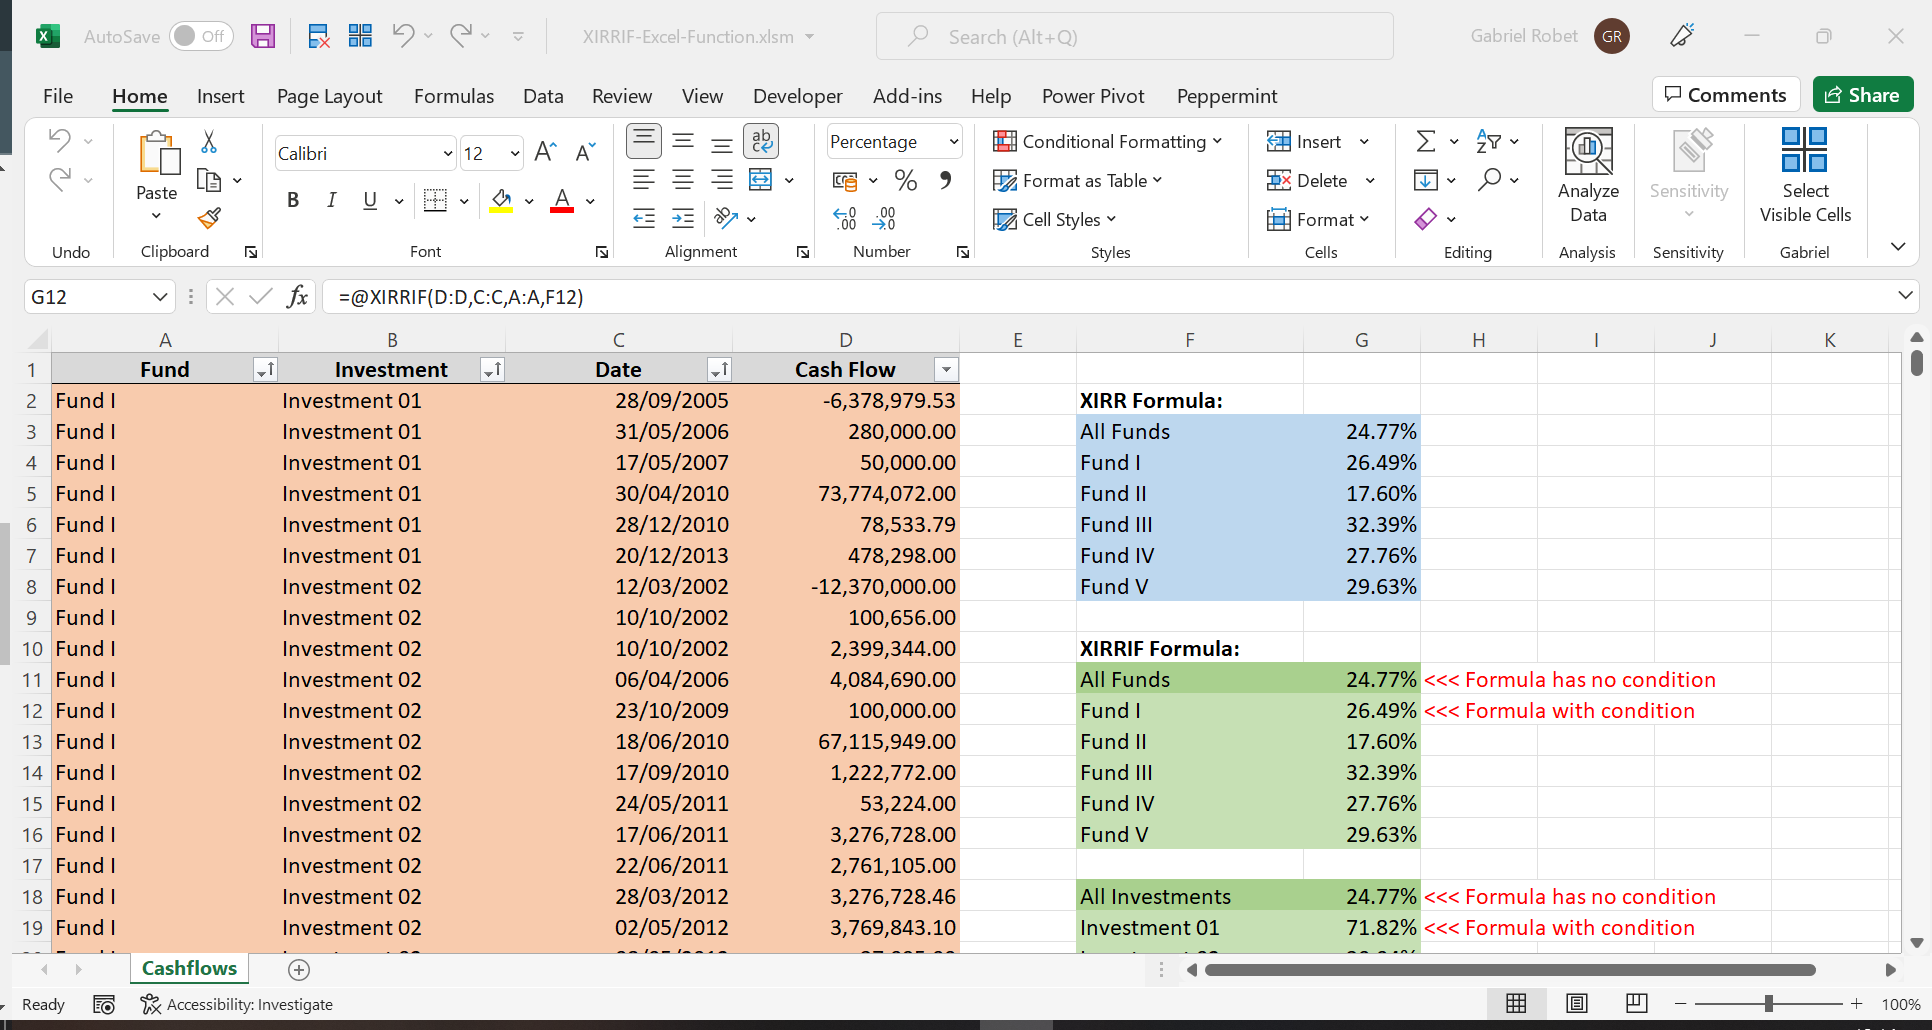 AutoSave Off XIRRIF-Excel-Function.xlsm Search (Alt+Q) Gabriel Robet GR
File Home Insert Page Layout Formulas Data Review View Developer Add-ins Help Power Pivot Peppermint Comments Share
Calibri 12 Percentage Conditional Formatting Insert
Paste Format as Table Delete Analyze Data Sensitivity Select Visible Cells
B I U A Cell Styles Format
Undo Clipboard Font Alignment Number Styles Cells Editing Analysis Sensitivity Gabriel
G12 fx =@XIRRIF(D:D,C:C,A:A,F12)
A B C D E F G H I J K
1 Fund Investment Date Cash Flow
2 Fund I Investment 01 28/09/2005 -6,378,979.53 XIRR Formula:
3 Fund I Investment 01 31/05/2006 280,000.00 All Funds 24.77%
4 Fund I Investment 01 17/05/2007 50,000.00 Fund I 26.49%
5 Fund I Investment 01 30/04/2010 73,774,072.00 Fund II 17.60%
6 Fund I Investment 01 28/12/2010 78,533.79 Fund III 32.39%
7 Fund I Investment 01 20/12/2013 478,298.00 Fund IV 27.76%
8 Fund I Investment 02 12/03/2002 -12,370,000.00 Fund V 29.63%
9 Fund I Investment 02 10/10/2002 100,656.00
10 Fund I Investment 02 10/10/2002 2,399,344.00 XIRRIF Formula:
11 Fund I Investment 02 06/04/2006 4,084,690.00 All Funds 24.77% <<< Formula has no condition
12 Fund I Investment 02 23/10/2009 100,000.00 Fund I 26.49% <<< Formula with condition
13 Fund I Investment 02 18/06/2010 67,115,949.00 Fund II 17.60%
14 Fund I Investment 02 17/09/2010 1,222,772.00 Fund III 32.39%
15 Fund I Investment 02 24/05/2011 53,224.00 Fund IV 27.76%
16 Fund I Investment 02 17/06/2011 3,276,728.00 Fund V 29.63%
17 Fund I Investment 02 22/06/2011 2,761,105.00
18 Fund I Investment 02 28/03/2012 3,276,728.46 All Investments 24.77% <<< Formula has no condition
19 Fund I Investment 02 02/05/2012 3,769,843.10 Investment 01 71.82% <<< Formula with condition
Cashflows
Ready Accessibility: Investigate 100%